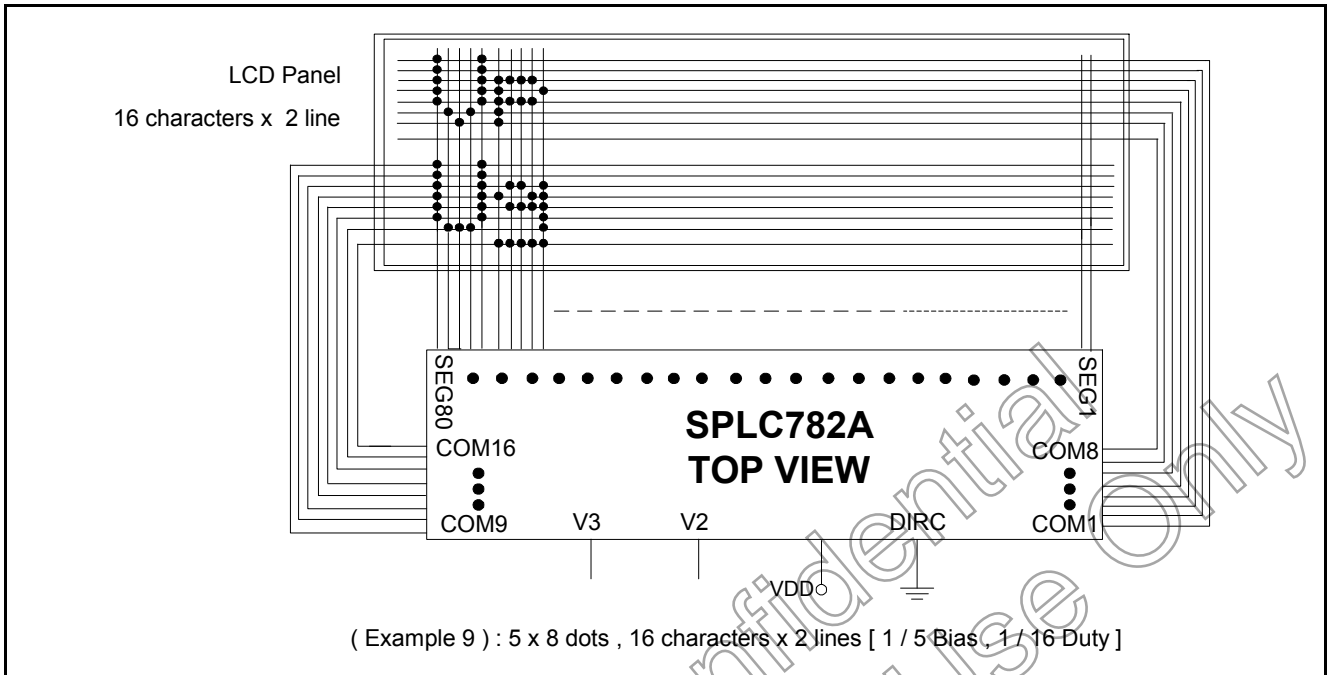 LCD Panel
16 characters x 2 line
SEG80
SEG1
SPLC782A
TOP VIEW
COM16
COM8
COM9
V3
V2
DIRC
COM1
VDD
( Example 9 ) : 5 x 8 dots , 16 characters x 2 lines [ 1 / 5 Bias , 1 / 16 Duty ]
Confidential
Use Only